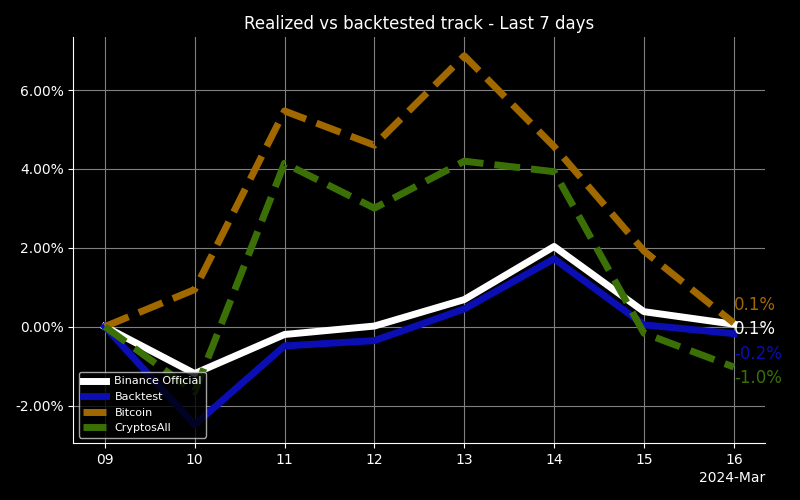 Realized vs backtested track - Last 7 days
6.00%
4.00%
2.00%
0.00%
-2.00%
0.1%
0.1%
-0.2%
-1.0%
Binance Official
Backtest
Bitcoin
CryptosAll
09 10 11 12 13 14 15 16
2024-Mar